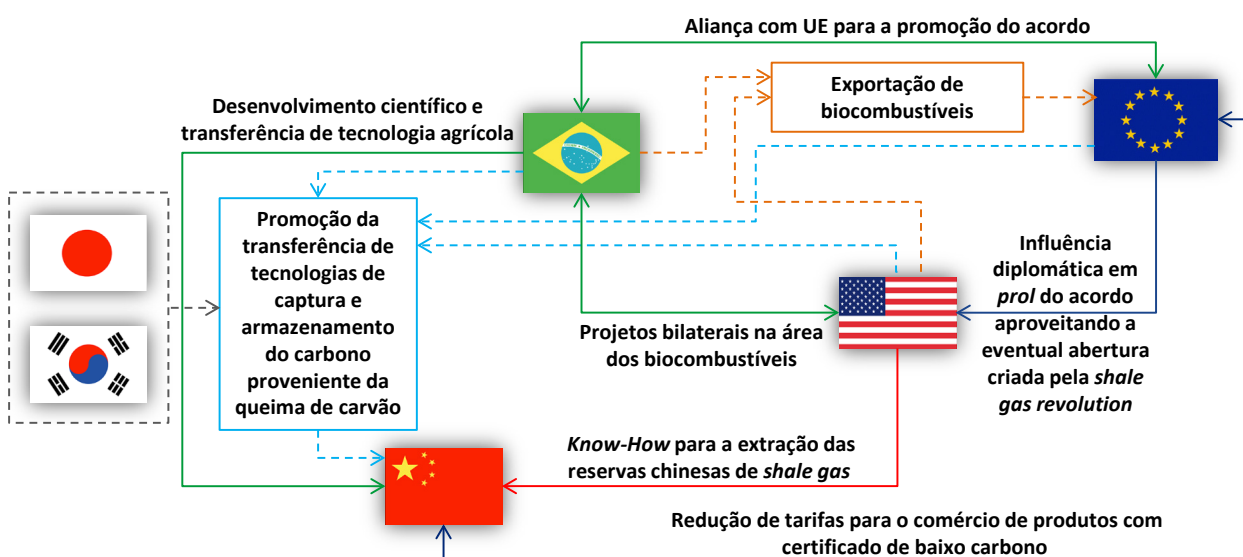 Aliança com UE para a promoção do acordo
Exportação de
biocombustíveis
Desenvolvimento científico e
transferência de tecnologia agrícola
Promoção da
transferência de
tecnologias de
captura e
armazenamento
do carbono
proveniente da
queima de carvão
Influência
diplomática em
prol do acordo
aproveitando a
eventual abertura
criada pela shale
gas revolution
Projetos bilaterais na área
dos biocombustíveis
Know-How para a extração das
reservas chinesas de shale gas
Redução de tarifas para o comércio de produtos com
certificado de baixo carbono